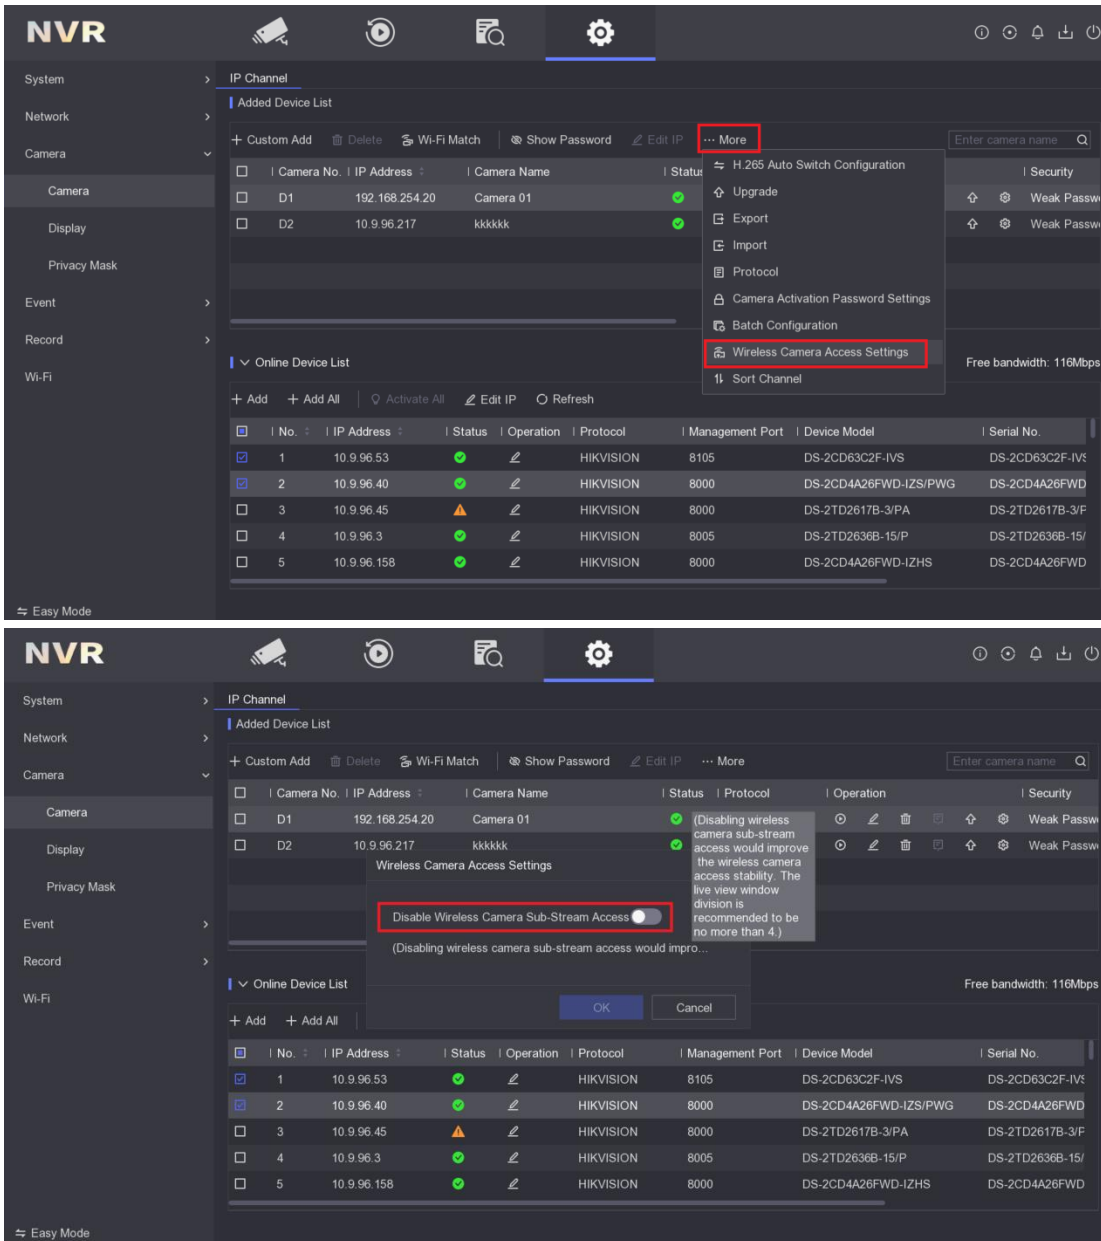 NVR
System
Network
Camera
Camera
Display
Privacy Mask
Event
Record
Wi-Fi
Easy Mode
IP Channel
Added Device List
Custom Add Delete Wi-Fi Match Show Password Edit IP ... More Enter camera name
Camera No. IP Address Camera Name Status Security
D1 192.168.254.20 Camera 01 Weak Passw
D2 10.9.96.217 kkkkkk Weak Passw
H.265 Auto Switch Configuration
Upgrade
Export
Import
Protocol
Camera Activation Password Settings
Batch Configuration
Wireless Camera Access Settings
Sort Channel
Online Device List Free bandwidth: 116Mbps
Add Add All Activate All Edit IP Refresh
No. IP Address Status Operation Protocol Management Port Device Model Serial No.
1 10.9.96.53 HIKVISION 8105 DS-2CD63C2F-IVS DS-2CD63C2F-IVS
2 10.9.96.40 HIKVISION 8000 DS-2CD4A26FWD-IZS/PWG DS-2CD4A26FWD
3 10.9.96.45 HIKVISION 8000 DS-2TD2617B-3/PA DS-2TD2617B-3/P
4 10.9.96.3 HIKVISION 8005 DS-2TD2636B-15/P DS-2TD2636B-15/
5 10.9.96.158 HIKVISION 8000 DS-2CD4A26FWD-IZHS DS-2CD4A26FWD
NVR
System
Network
Camera
Camera
Display
Privacy Mask
Event
Record
Wi-Fi
Easy Mode
IP Channel
Added Device List
Custom Add Delete Wi-Fi Match Show Password Edit IP ... More Enter camera name
Camera No. IP Address Camera Name Status Protocol Operation Security
D1 192.168.254.20 Camera 01 Weak Passw
D2 10.9.96.217 kkkkkk Weak Passw
(Disabling wireless
camera sub-stream
access would improve
the wireless camera
access stability. The
live view window
division is
recommended to be
no more than 4.)
Wireless Camera Access Settings
Disable Wireless Camera Sub-Stream Access
(Disabling wireless camera sub-stream access would impro...
OK Cancel
Online Device List Free bandwidth: 116Mbps
Add Add All
No. IP Address Status Operation Protocol Management Port Device Model Serial No.
1 10.9.96.53 HIKVISION 8105 DS-2CD63C2F-IVS DS-2CD63C2F-IVS
2 10.9.96.40 HIKVISION 8000 DS-2CD4A26FWD-IZS/PWG DS-2CD4A26FWD
3 10.9.96.45 HIKVISION 8000 DS-2TD2617B-3/PA DS-2TD2617B-3/P
4 10.9.96.3 HIKVISION 8005 DS-2TD2636B-15/P DS-2TD2636B-15/
5 10.9.96.158 HIKVISION 8000 DS-2CD4A26FWD-IZHS DS-2CD4A26FWD